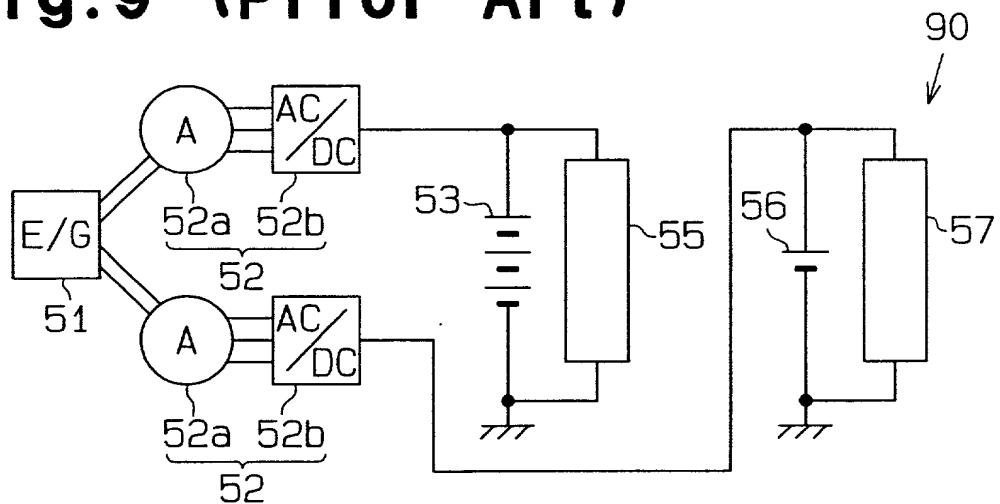 Fig.9 (Prior Art)
90
A
AC/DC
52a 52b
52
53
55
56
57
E/G
51
A
AC/DC
52a 52b
52